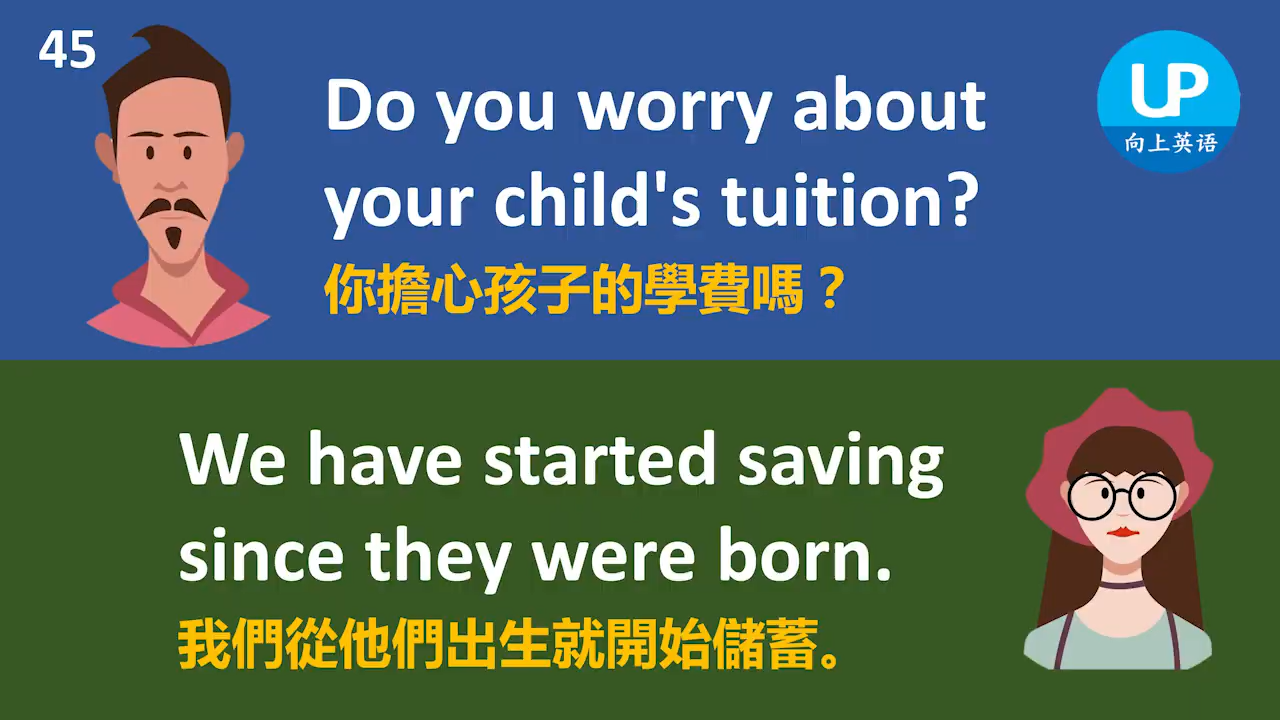 45
Do you worry about
your child's tuition?
你擔心孩子的學費嗎？
UP
向上英语
We have started saving
since they were born.
我們從他們出生就開始儲蓄。